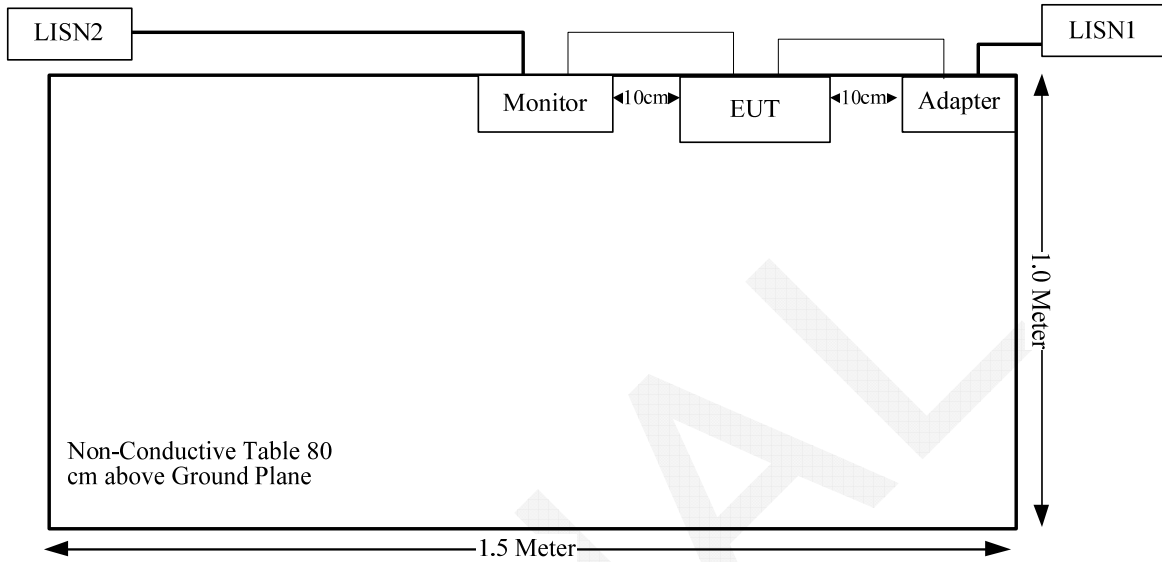 LISN2
LISN1
Monitor
10cm
EUT
10cm
Adapter
1.0 Meter
Non-Conductive Table 80
cm above Ground Plane
1.5 Meter